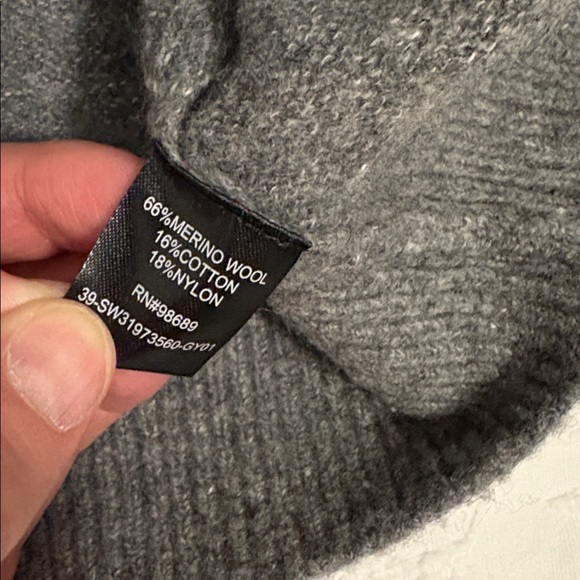 66%MERINO WOOL
16%COTTON
18%NYLON
RN#98689
39-SW31973560-GY01